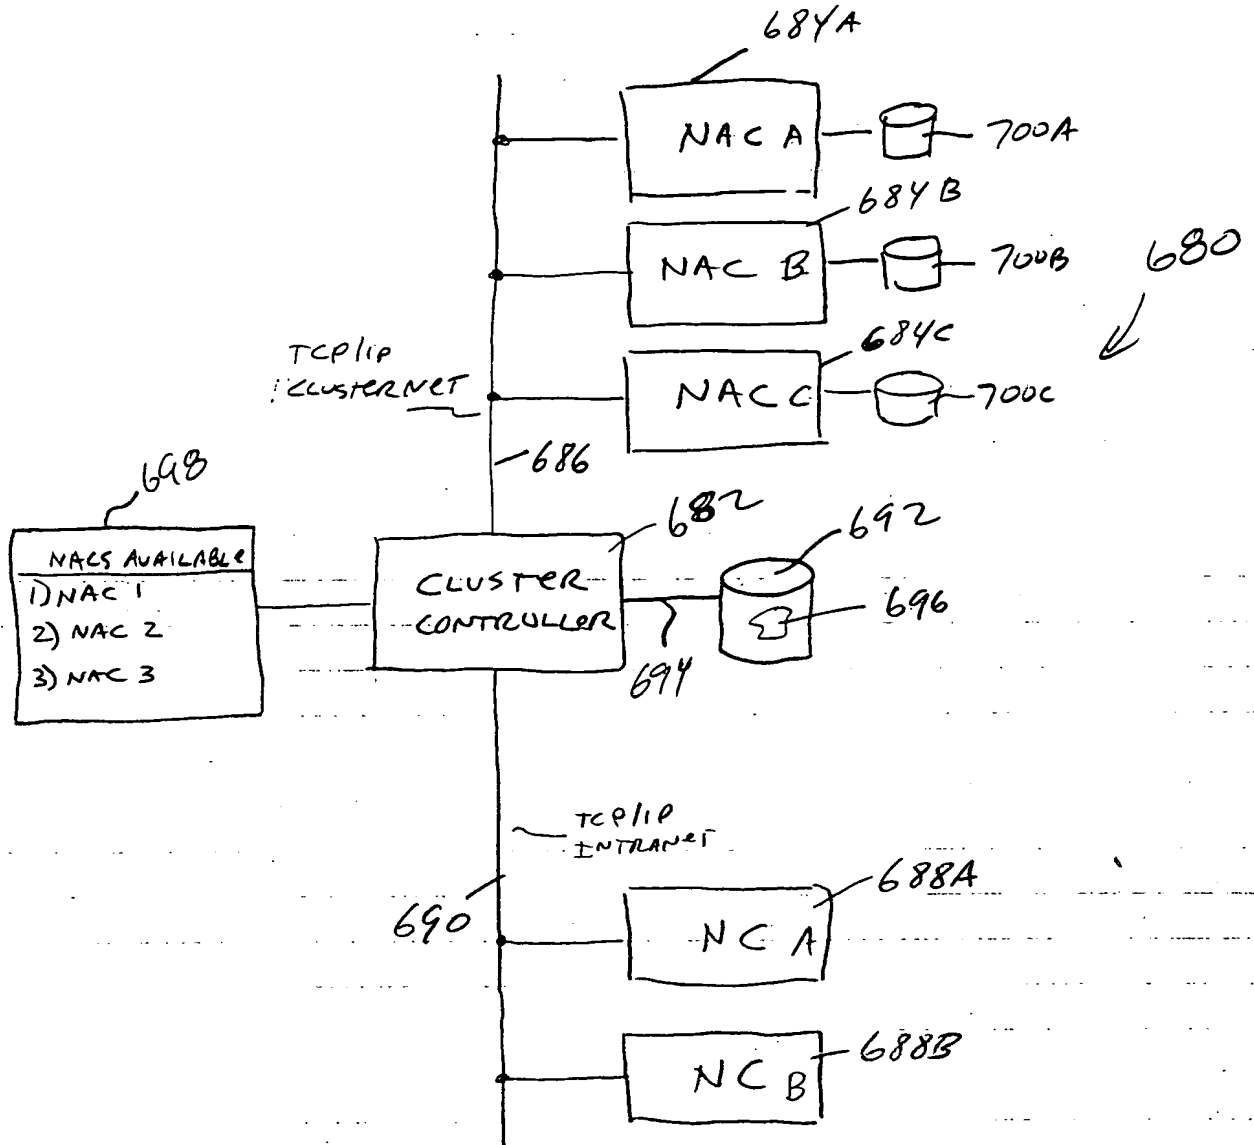 684A
NAC A
700A
684B
NAC B
700B
680
684C
NAC C
700C
TCP/IP
CLUSTERNET
686
698
NACS AVAILABLE
1) NAC 1
2) NAC 2
3) NAC 3
682
CLUSTER
CONTROLLER
692
696
694
TCP/IP
INTRANET
690
688A
NC A
688B
NC B